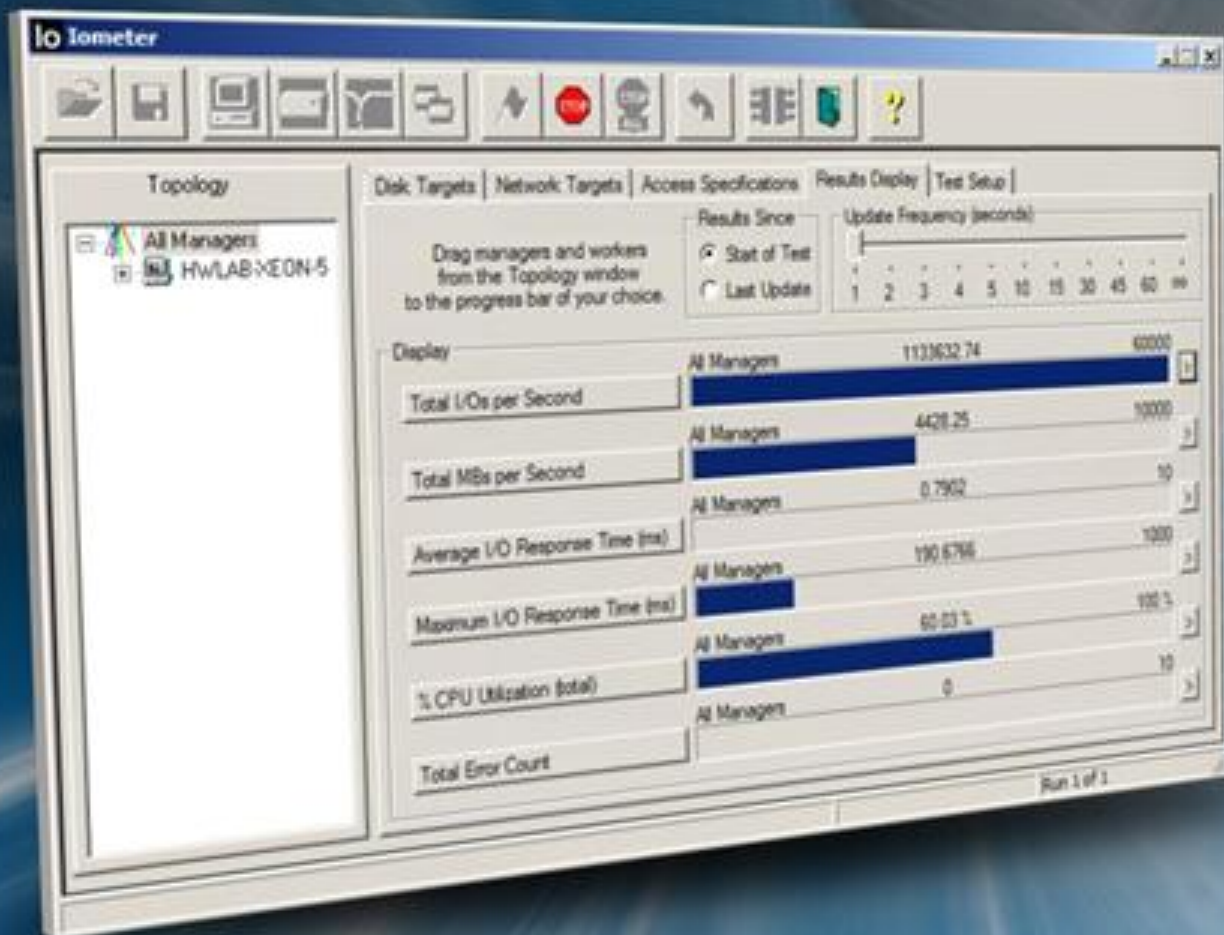 Io Iometer
STOP
STOP
?
Topology
All Managers
HWLAB-XEON-5
Disk Targets
Network Targets
Access Specifications
Results Display
Test Setup
Drag managers and workers
from the Topology window
to the progress bar of your choice.
Results Since
Start of Test
Last Update
Update Frequency (seconds)
1 2 3 4 5 10 15 30 45 60 ∞
Display
Total I/Os per Second
All Managers 1133632.74 60000
>
Total MBs per Second
All Managers 4428.25 10000
>
Average I/O Response Time (ms)
All Managers 0.7902 10
>
Maximum I/O Response Time (ms)
All Managers 190.6766 1000
>
% CPU Utilization (total)
All Managers 60.03 % 100 %
>
Total Error Count
All Managers 0 10
>
Run 1 of 1